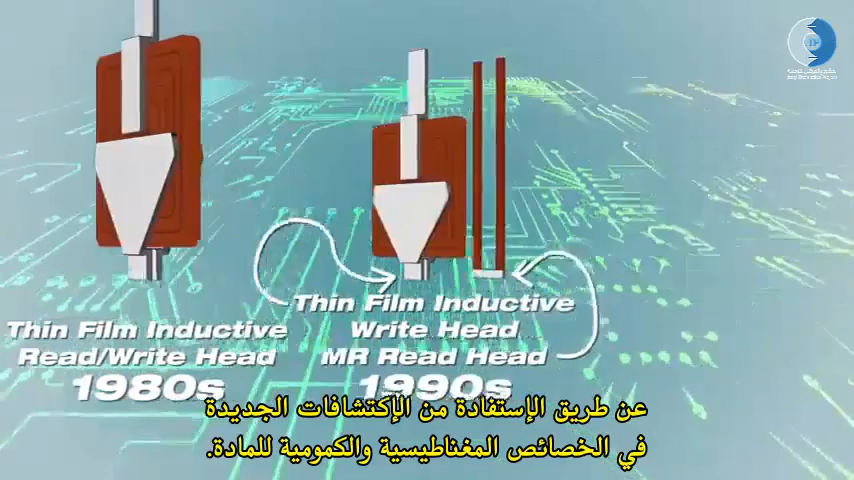 Thin Film Inductive
Read/Write Head
1980s
Thin Film Inductive
Write Head
MR Read Head
1990s
عن طريق الإستفادة من الإكتشافات الجديدة
في الخصائص المغناطيسية والكمومية للمادة.